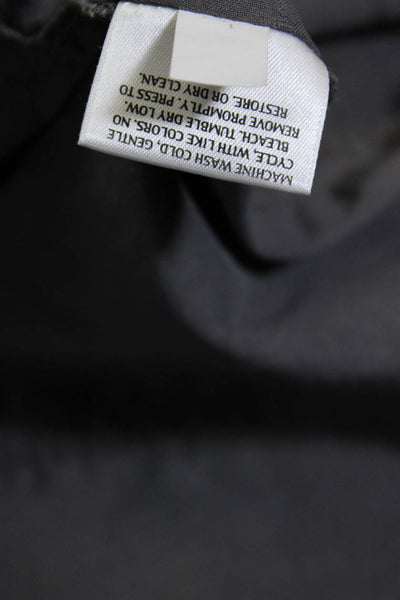 MACHINE WASH COLD, GENTLE
CYCLE, WITH LIKE COLORS. NO
BLEACH. TUMBLE DRY LOW.
REMOVE PROMPTLY. PRESS TO
RESTORE. OR DRY CLEAN.